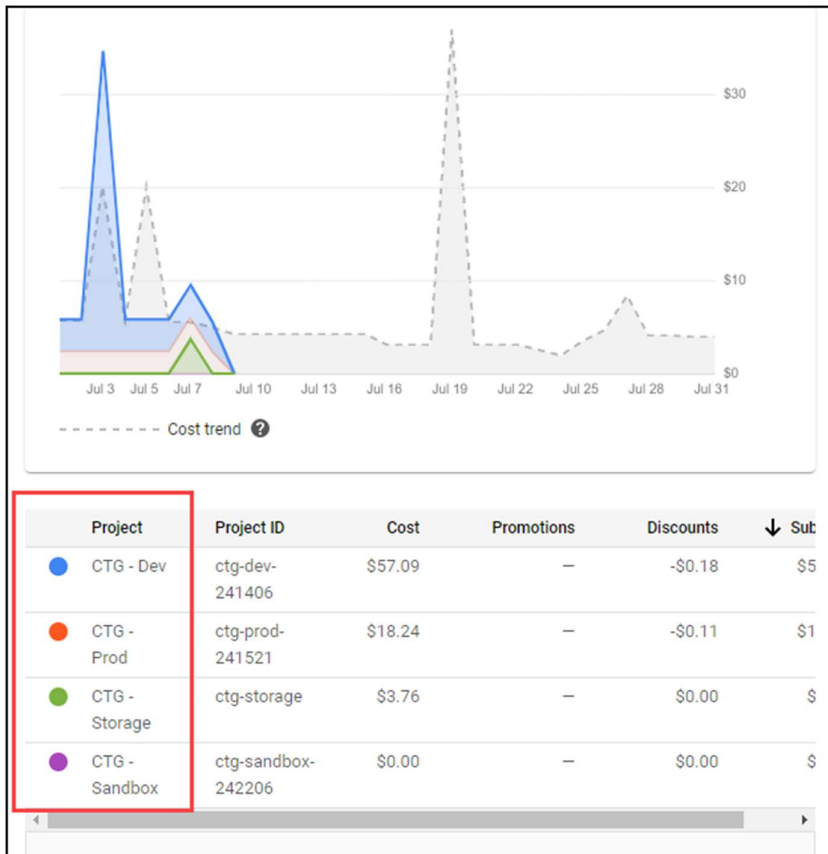 $30
$20
$10
$0
Jul 3 Jul 5 Jul 7 Jul 10 Jul 13 Jul 16 Jul 19 Jul 22 Jul 25 Jul 28 Jul 31
Cost trend ?
Project Project ID Cost Promotions Discounts ↓ Sub
CTG - Dev ctg-dev- $57.09 — -$0.18 $5
241406
CTG - ctg-prod- $18.24 — -$0.11 $1
Prod 241521
CTG - ctg-storage $3.76 — $0.00 $
Storage
CTG - ctg-sandbox- $0.00 — $0.00 $
Sandbox 242206